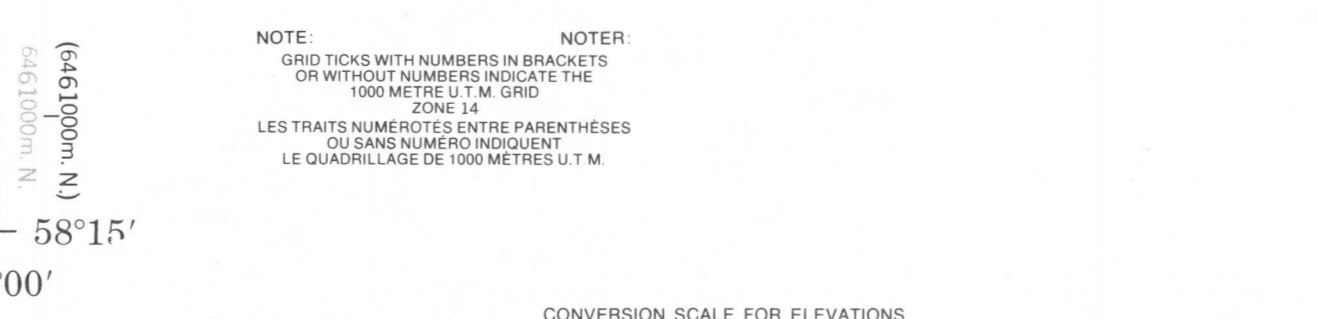 (6461000m. N.)
6461000m. N.
58°15′
°00′
NOTE: NOTER:
GRID TICKS WITH NUMBERS IN BRACKETS
OR WITHOUT NUMBERS INDICATE THE
1000 METRE U.T.M. GRID
ZONE 14
LES TRAITS NUMÉROTÉS ENTRE PARENTHÈSES
OU SANS NUMÉRO INDIQUENT
LE QUADRILLAGE DE 1000 MÈTRES U.T.M.
CONVERSION SCALE FOR ELEVATIONS